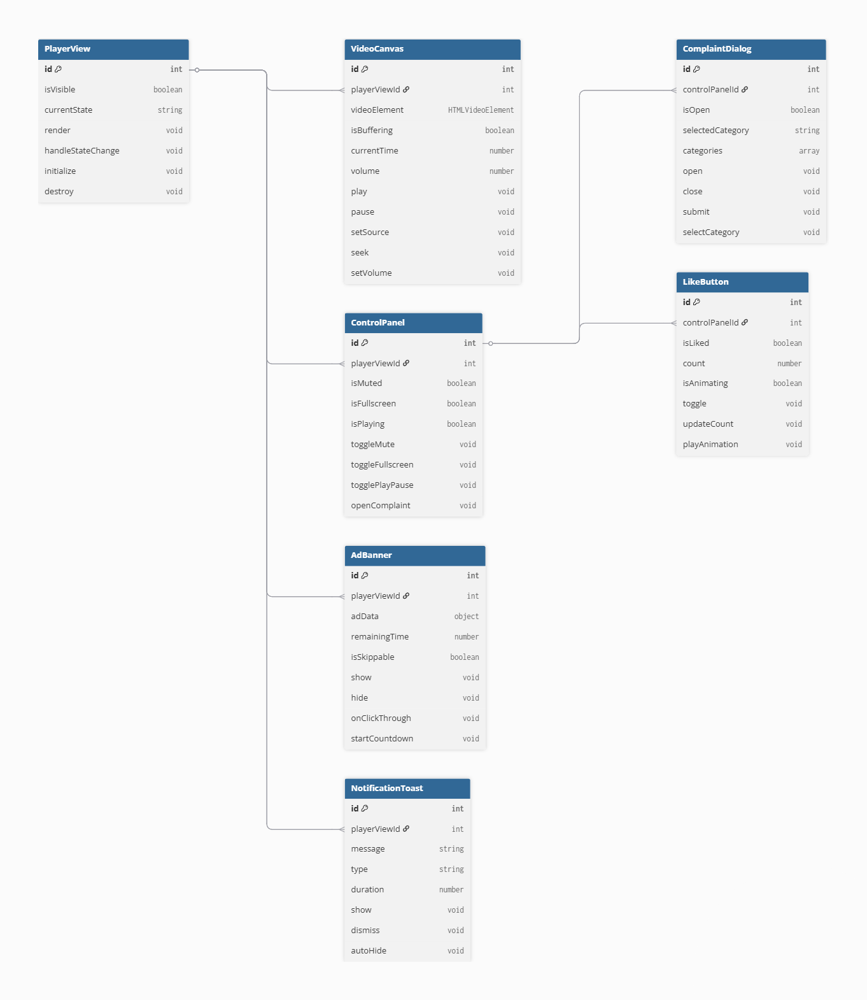 PlayerView
id int
isVisible boolean
currentState string
render void
handleStateChange void
initialize void
destroy void
VideoCanvas
id int
playerViewId int
videoElement HTMLVideoElement
isBuffering boolean
currentTime number
volume number
play void
pause void
setSource void
seek void
setVolume void
ControlPanel
id int
playerViewId int
isMuted boolean
isFullscreen boolean
isPlaying boolean
toggleMute void
toggleFullscreen void
togglePlayPause void
openComplaint void
AdBanner
id int
playerViewId int
adData object
remainingTime number
isSkippable boolean
show void
hide void
onClickThrough void
startCountdown void
NotificationToast
id int
playerViewId int
message string
type string
duration number
show void
dismiss void
autoHide void
ComplaintDialog
id int
controlPanelId int
isOpen boolean
selectedCategory string
categories array
open void
close void
submit void
selectCategory void
LikeButton
id int
controlPanelId int
isLiked boolean
count number
isAnimating boolean
toggle void
updateCount void
playAnimation void